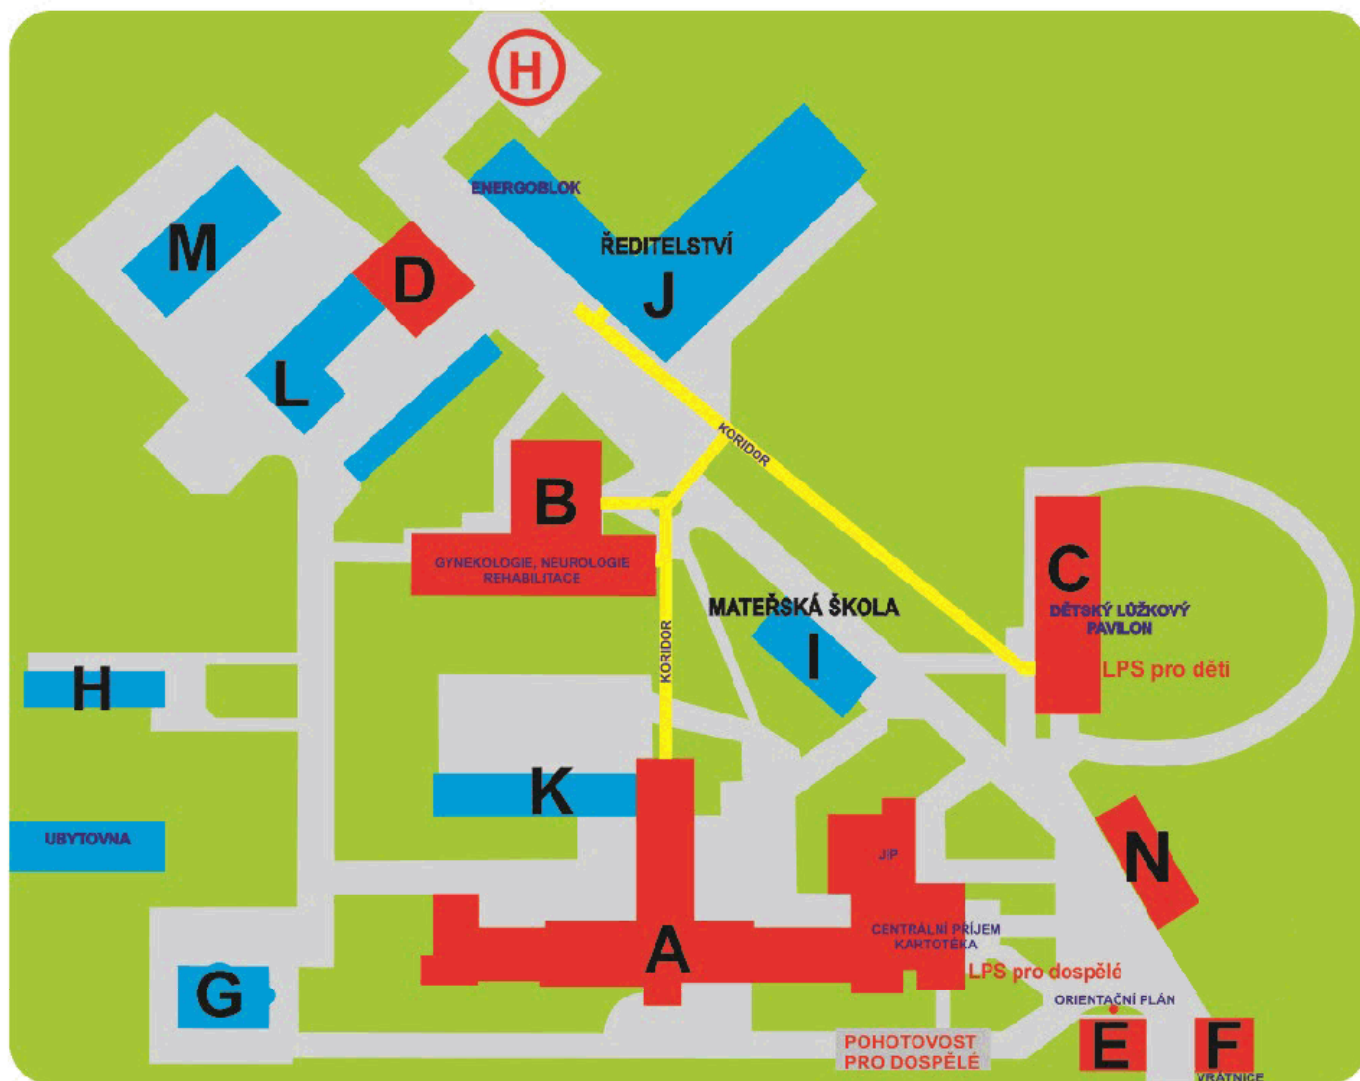 H
ENERGOBLOK
ŘEDITELSTVÍ
J
M
D
L
KORIDOR
B
GYNEKOLOGIE, NEUROLOGIE
REHABILITACE
C
DĚTSKÝ LŮŽKOVÝ
PAVILON
LPS pro děti
MATEŘSKÁ ŠKOLA
I
KORIDOR
H
K
UBYTOVNA
JIP
N
A
CENTRÁLNÍ PŘÍJEM
KARTOTÉKA
LPS pro dospělé
G
ORIENTAČNÍ PLÁN
POHOTOVOST
PRO DOSPĚLÉ
E
F
VRÁTNICE